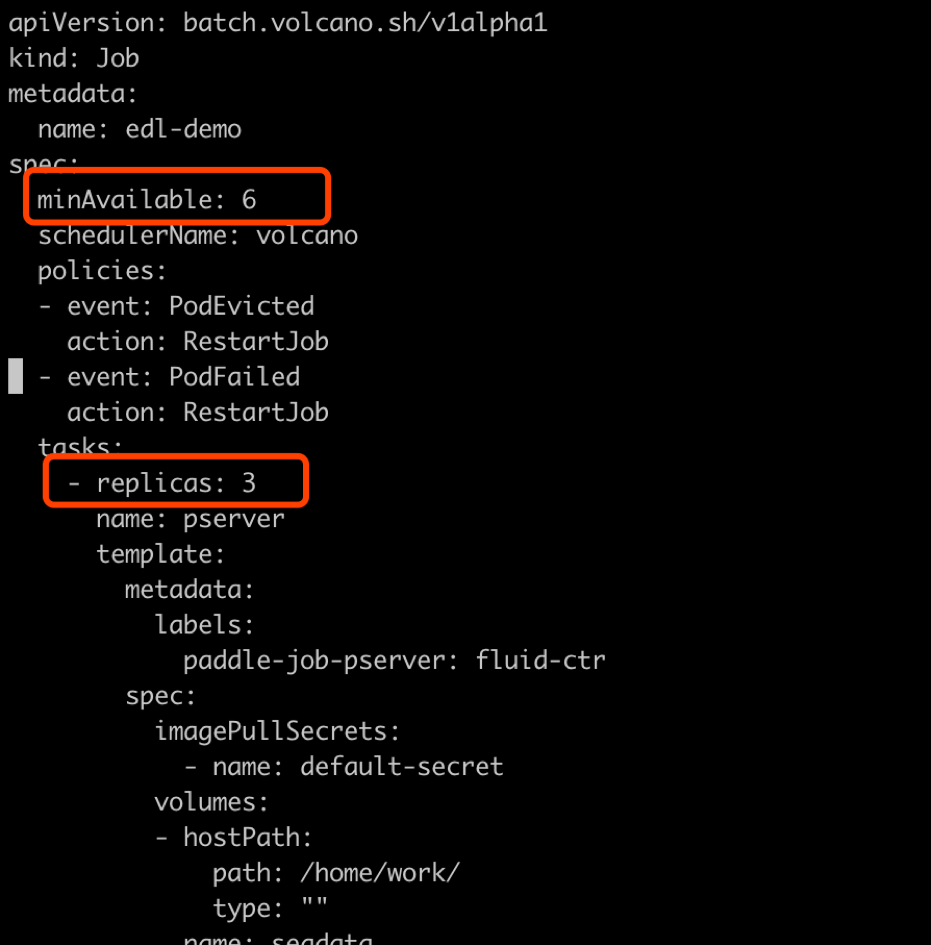 apiVersion: batch.volcano.sh/v1alpha1
kind: Job
metadata:
  name: edl-demo
spec:
  minAvailable: 6
  schedulerName: volcano
  policies:
  - event: PodEvicted
    action: RestartJob
  - event: PodFailed
    action: RestartJob
  tasks:
    - replicas: 3
      name: pserver
      template:
        metadata:
          labels:
            paddle-job-pserver: fluid-ctr
        spec:
          imagePullSecrets:
            - name: default-secret
          volumes:
          - hostPath:
              path: /home/work/
              type: ""
            name: seqdata